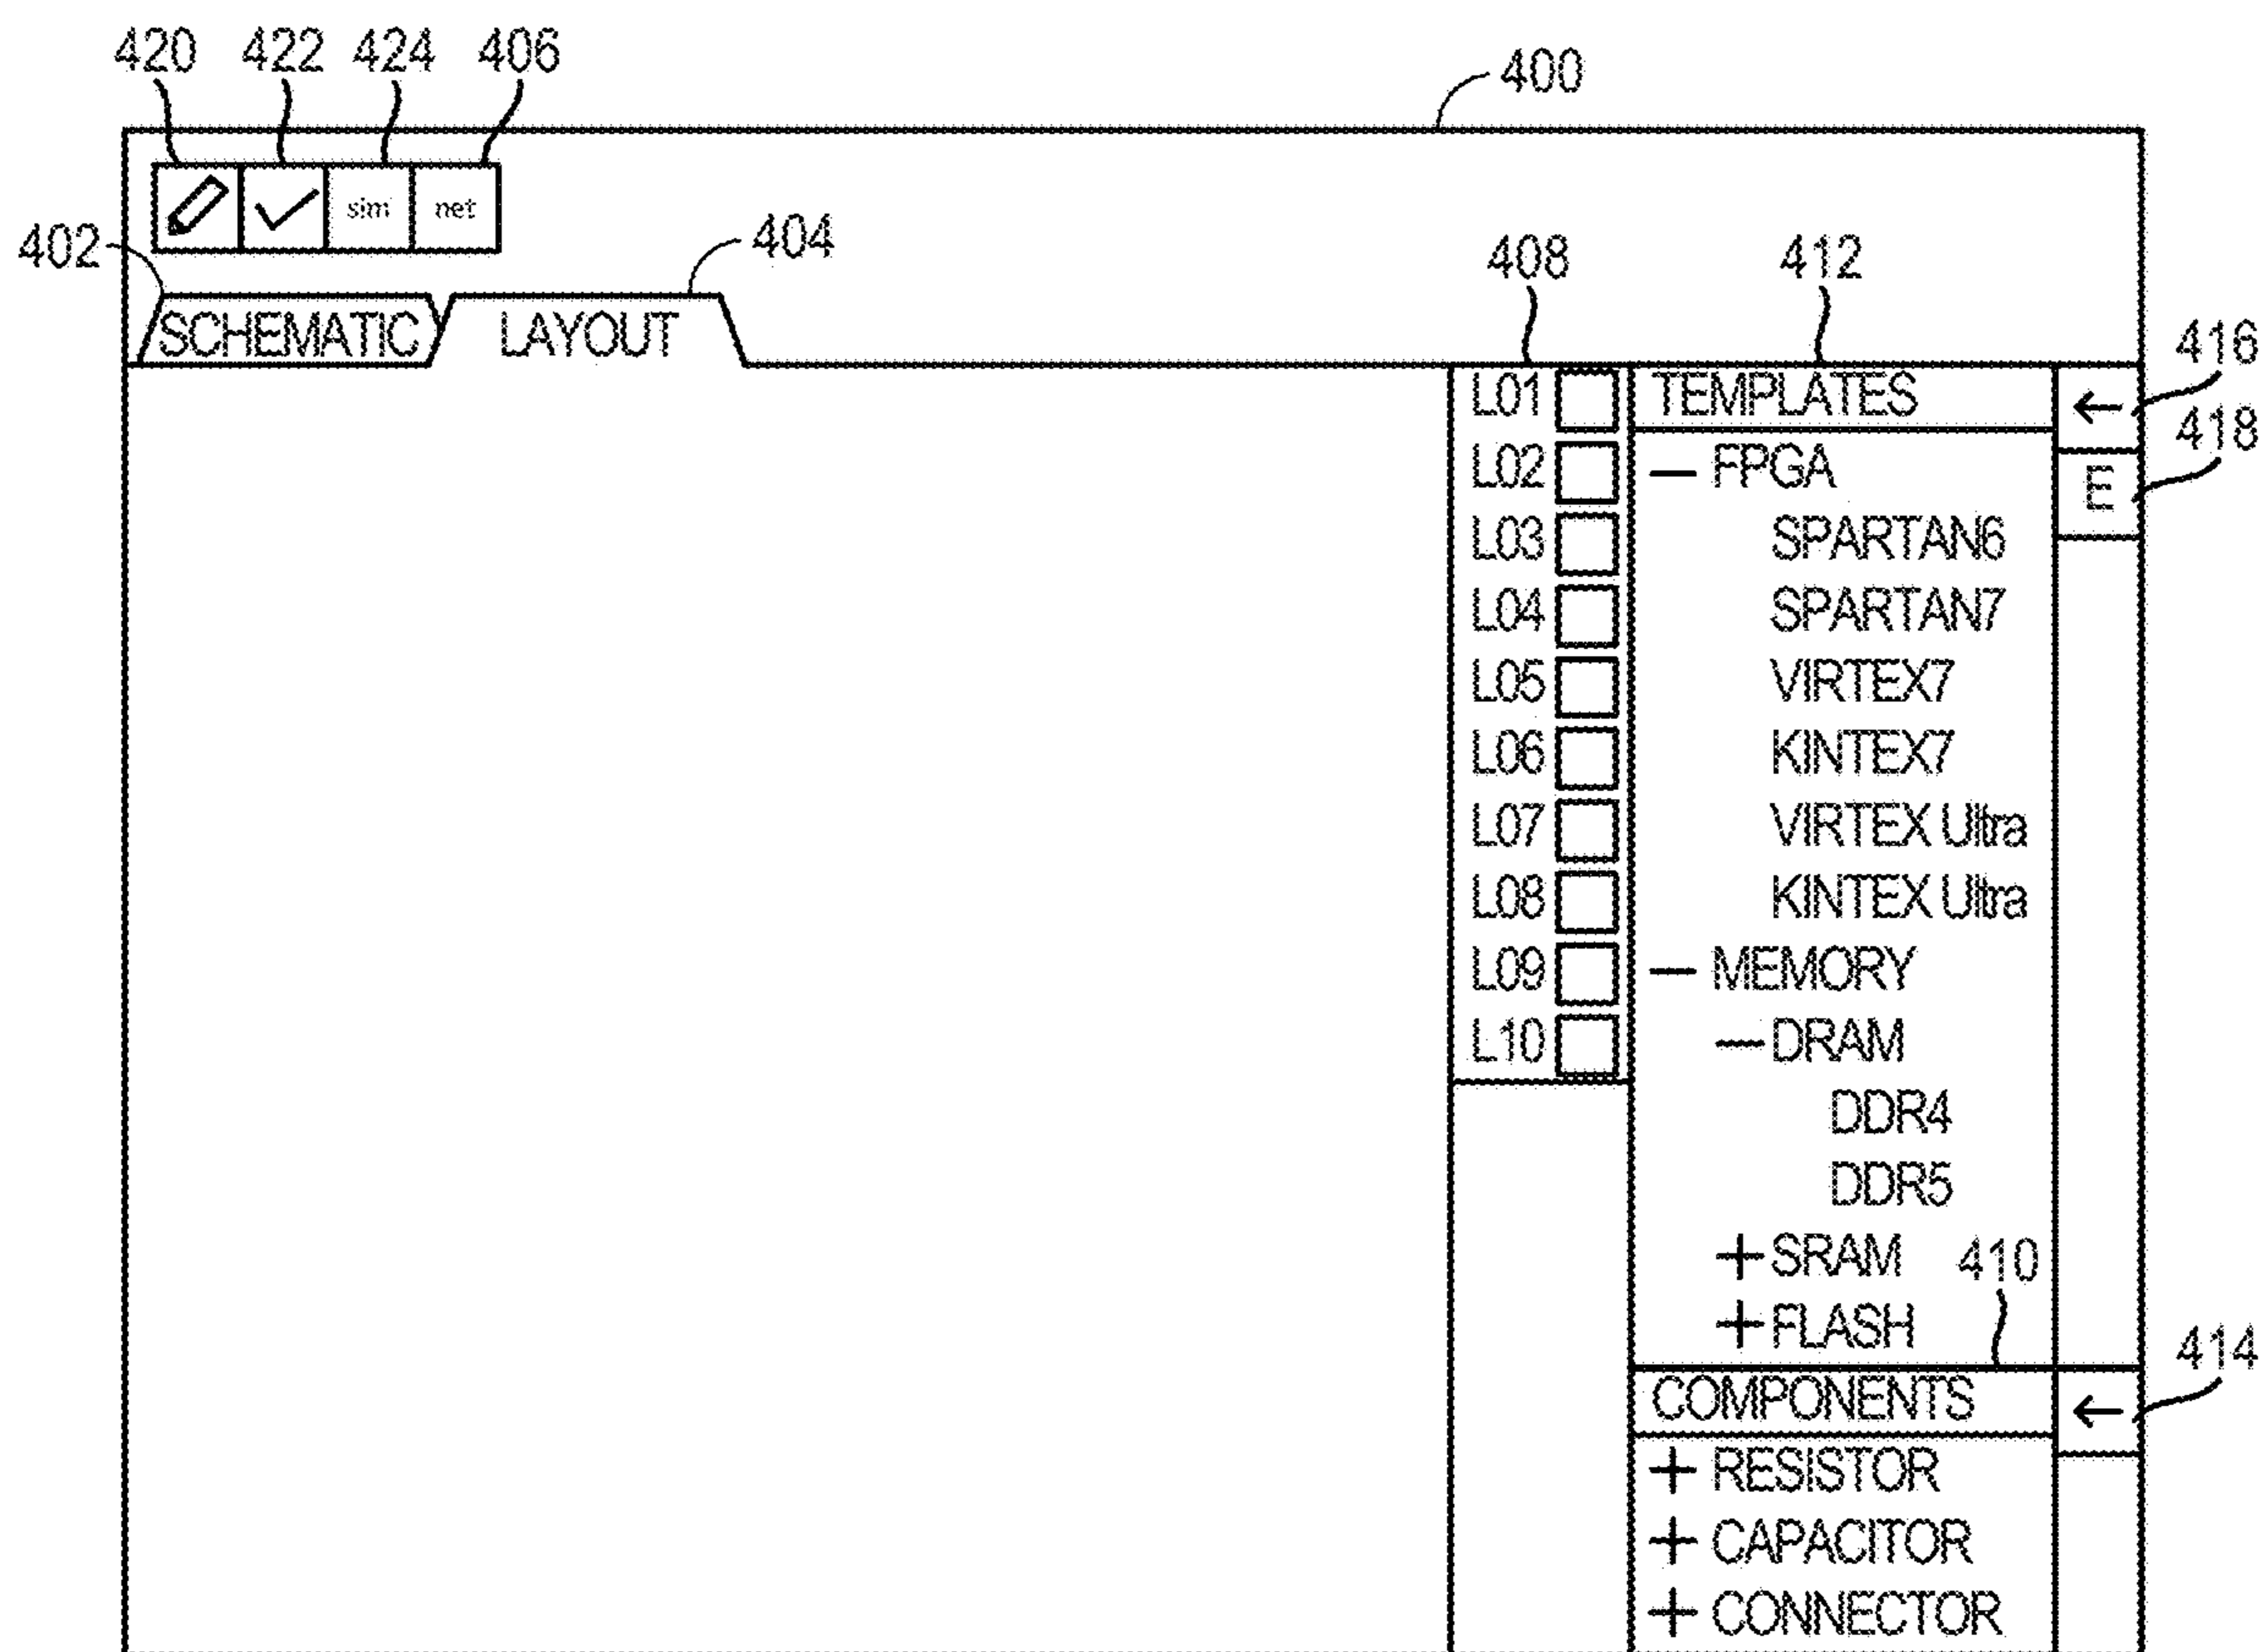 420 422 424 406
400
sim net
402
404
408 412
SCHEMATIC LAYOUT
416
L01 TEMPLATES ←
418
L02 — FPGA E
L03 SPARTAN6
L04 SPARTAN7
L05 VIRTEX7
L06 KINTEX7
L07 VIRTEX Ultra
L08 KINTEX Ultra
L09 — MEMORY
L10 — DRAM
DDR4
DDR5
+ SRAM 410
+ FLASH
414
COMPONENTS ←
+ RESISTOR
+ CAPACITOR
+ CONNECTOR